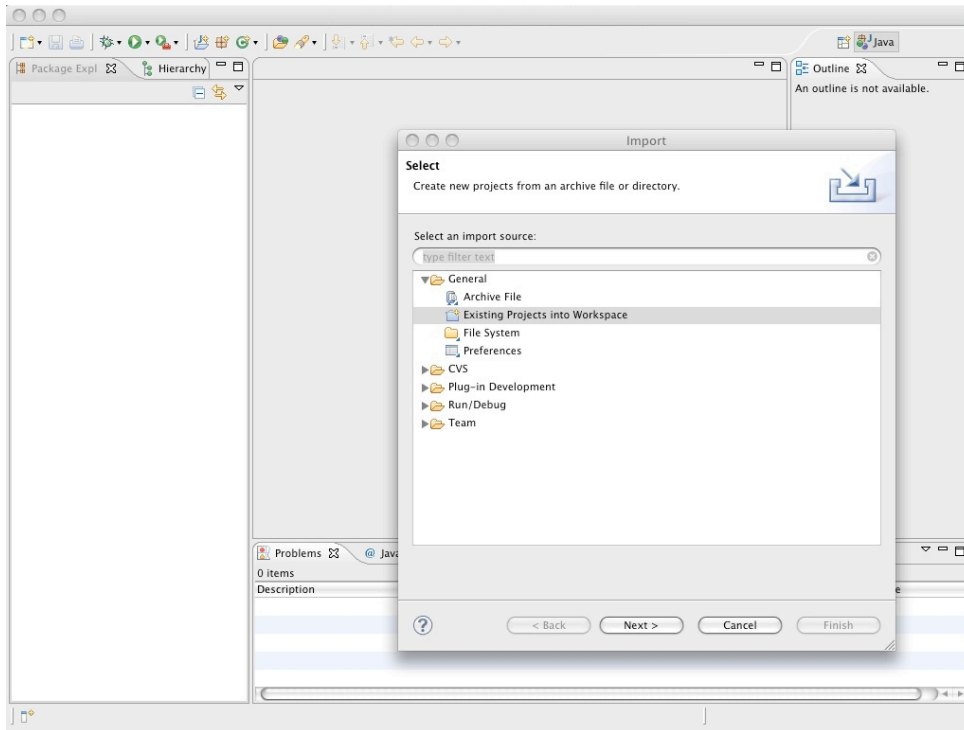 Java
Package Expl
Hierarchy
Outline
An outline is not available.
Import
Select
Create new projects from an archive file or directory.
Select an import source:
type filter text
General
Archive File
Existing Projects into Workspace
File System
Preferences
CVS
Plug-in Development
Run/Debug
Team
Problems
@ Java
0 items
Description
e
?
< Back
Next >
Cancel
Finish